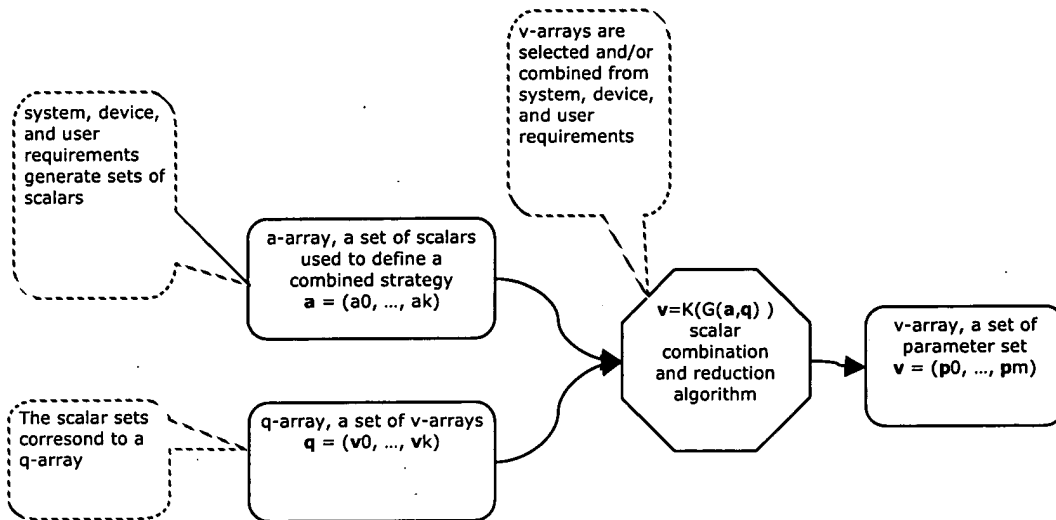 v-arrays are
selected and/or
combined from
system, device,
and user
requirements
system, device,
and user
requirements
generate sets of
scalars
a-array, a set of scalars
used to define a
combined strategy
a = (a0, ..., ak)
v=K(G(a,q) )
scalar
combination
and reduction
algorithm
v-array, a set of
parameter set
v = (p0, ..., pm)
The scalar sets
corresond to a
q-array
q-array, a set of v-arrays
q = (v0, ..., vk)